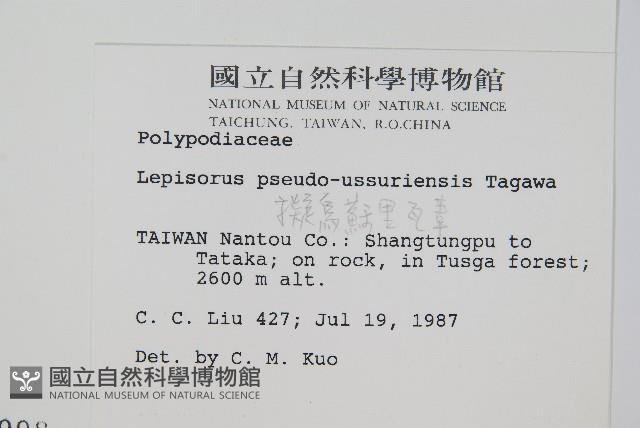 國立自然科學博物館
NATIONAL MUSEUM OF NATURAL SCIENCE
TAICHUNG, TAIWAN, R.O.CHINA
Polypodiaceae
Lepisorus pseudo-ussuriensis Tagawa
擬烏蘇里瓦葦
TAIWAN Nantou Co.: Shangtungpu to
Tataka; on rock, in Tusga forest;
2600 m alt.
C. C. Liu 427; Jul 19, 1987
Det. by C. M. Kuo
國立自然科學博物館
NATIONAL MUSEUM OF NATURAL SCIENCE